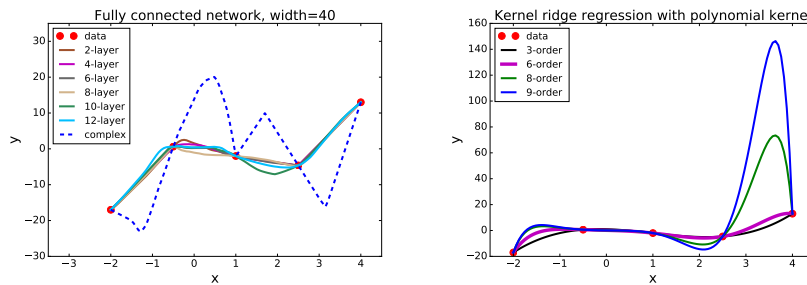 Fully connected network, width=40
30
20
10
0
−10
−20
−30
y
data
2-layer
4-layer
6-layer
8-layer
10-layer
12-layer
complex
−3 −2 −1 0 1 2 3 4
x
Kernel ridge regression with polynomial kerne
160
140
120
100
80
60
40
20
0
−20
y
data
3-order
6-order
8-order
9-order
−2 −1 0 1 2 3 4
x